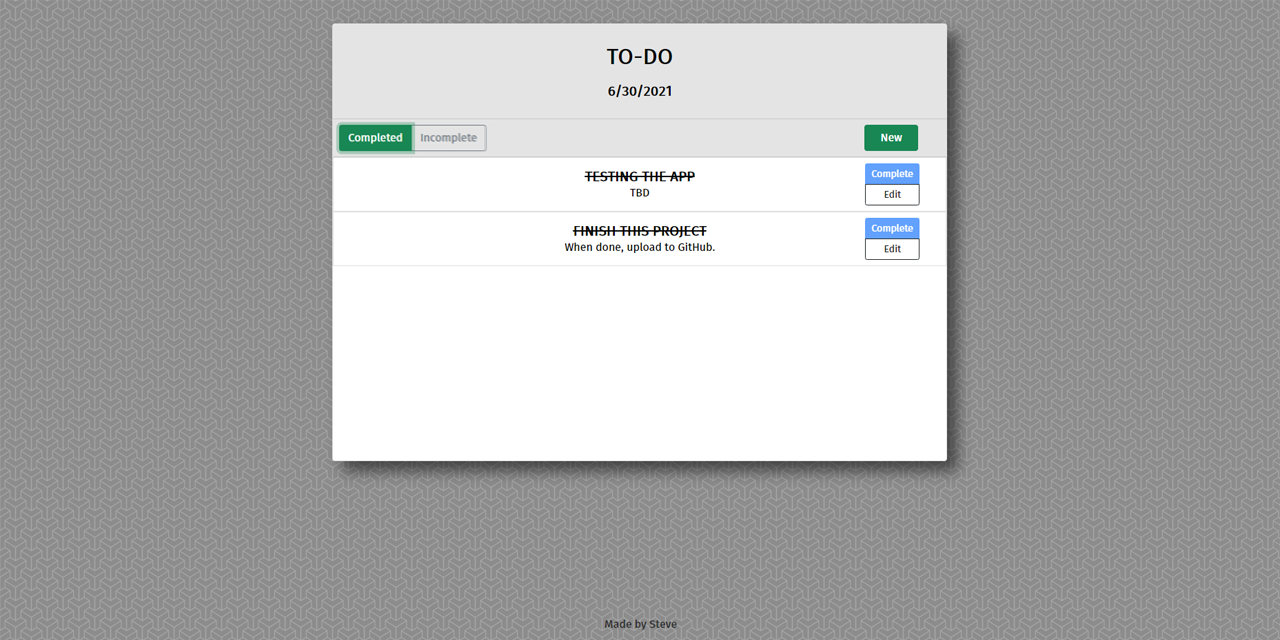 TO-DO
6/30/2021
Completed Incomplete New
TESTING THE APP
TBD
Complete
Edit
FINISH THIS PROJECT
When done, upload to GitHub.
Complete
Edit
Made by Steve